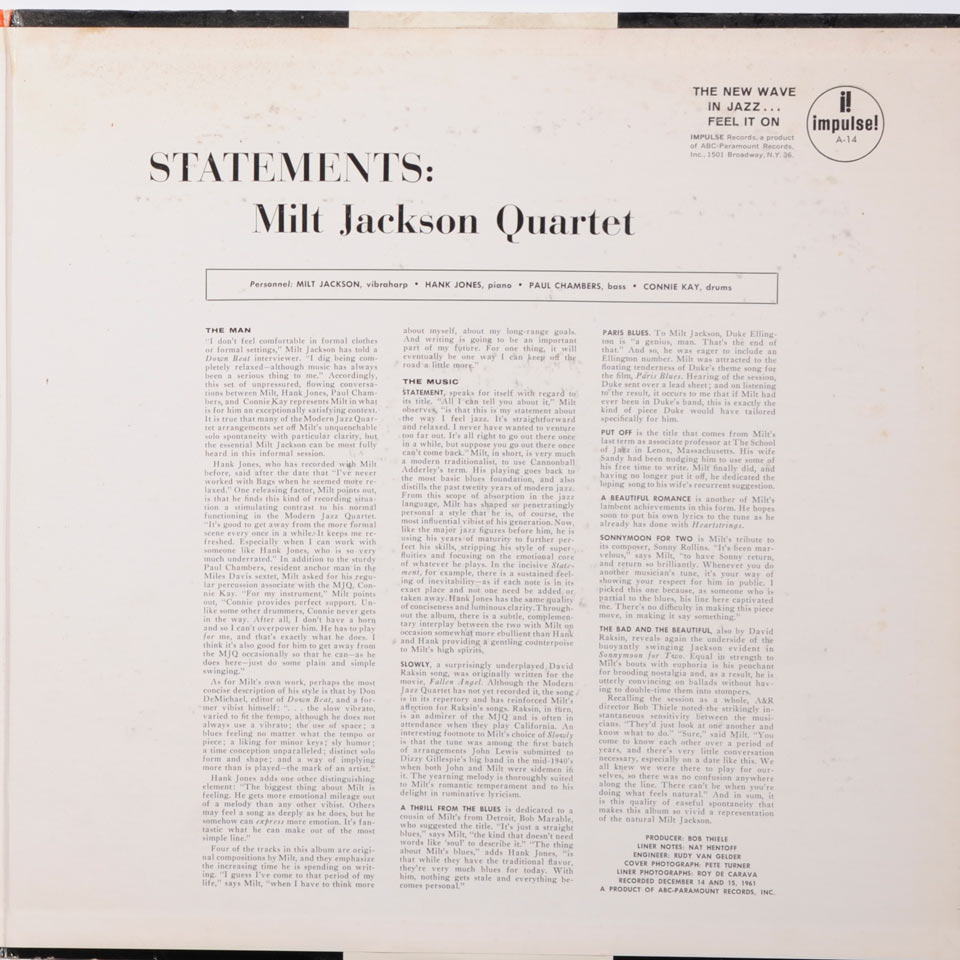 THE NEW WAVE
IN JAZZ...
FEEL IT ON
IMPULSE Records, a product
of ABC-Paramount Records,
Inc., 1501 Broadway, N.Y. 36.
i!
impulse!
A-14
STATEMENTS:
Milt Jackson Quartet
Personnel: MILT JACKSON, vibraharp • HANK JONES, piano • PAUL CHAMBERS, bass • CONNIE KAY, drums
THE MAN
"I don't feel comfortable in formal clothes
or formal settings," Milt Jackson has told a
Down Beat interviewer. "I dig being com-
pletely relaxed—although music has always
been a serious thing to me." Accordingly,
this set of unpressured, flowing conversa-
tions between Milt, Hank Jones, Paul Cham-
bers, and Connie Kay represents Milt in what
is for him an exceptionally satisfying context.
It is true that many of the Modern Jazz Quar-
tet arrangements set off Milt's unquenchable
solo spontaneity with particular clarity, but
the essential Milt Jackson can be most fully
heard in this informal session.
Hank Jones, who has recorded with Milt
before, said after the date that "I've never
worked with Bags when he seemed more re-
laxed." One releasing factor, Milt points out,
is that he finds this kind of recording situa-
tion a stimulating contrast to his normal
functioning in the Modern Jazz Quartet.
"It's good to get away from the more formal
scene every once in a while. It keeps me re-
freshed. Especially when I can work with
someone like Hank Jones, who is so very
much underrated." In addition to the sturdy
Paul Chambers, resident anchor man in the
Miles Davis sextet, Milt asked for his regu-
lar percussion associate with the MJQ, Con-
nie Kay. "For my instrument," Milt points
out, "Connie provides perfect support. Un-
like some other drummers, Connie never gets
in the way. After all, I don't have a horn
and so I can't overpower him. He has to play
for me, and that's exactly what he does. I
think it's also good for him to get away from
the MJQ occasionally so that he can—as he
does here—just do some plain and simple
swinging."
As for Milt's own work, perhaps the most
concise description of his style is that by Don
DeMichael, editor of Down Beat, and a for-
mer vibist himself: ". . . the slow vibrato,
varied to fit the tempo, although he does not
always use a vibrato; the use of space; a
blues feeling no matter what the tempo or
piece; a liking for minor keys; sly humor;
a time conception unparalleled; distinct solo
form and shape; and a way of implying
more than is played—the mark of an artist."
Hank Jones adds one other distinguishing
element: "The biggest thing about Milt is
feeling. He gets more emotional mileage out
of a melody than any other vibist. Others
may feel a song as deeply as he does, but he
somehow can express more emotion. It's fan-
tastic what he can make out of the most
simple line."
Four of the tracks in this album are origi-
nal compositions by Milt, and they emphasize
the increasing time he is spending on writ-
ing. "I guess I've come to that period of my
life," says Milt, "when I have to think more
about myself, about my long-range goals.
And writing is going to be an important
part of my future. For one thing, it will
eventually be one way I can keep off the
road a little more."
THE MUSIC
STATEMENT, speaks for itself with regard to
its title. "All I can tell you about it," Milt
observes, "is that this is my statement about
the way I feel jazz. It's straightforward
and relaxed. I never have wanted to venture
too far out. It's all right to go out there once
in a while, but suppose you go out there once
can't come back." Milt, in short, is very much
a modern traditionalist, to use Cannonball
Adderley's term. His playing goes back to
the most basic blues foundation, and also
distills the past twenty years of modern jazz.
From this scope of absorption in the jazz
language, Milt has shaped so penetratingly
personal a style that he is, of course, the
most influential vibist of his generation. Now,
like the major jazz figures before him, he is
using his years of maturity to further per-
fect his skills, stripping his style of super-
fluities and focusing on the emotional core
of whatever he plays. In the incisive State-
ment, for example, there is a sustained feel-
ing of inevitability—as if each note is in its
exact place and not one need be added or
taken away. Hank Jones has the same quality
of conciseness and luminous clarity. Through-
out the album, there is a subtle, complemen-
tary interplay between the two with Milt on
occasion somewhat more ebullient than Hank
and Hank providing a gentling counterpoise
to Milt's high spirits.
SLOWLY, a surprisingly underplayed David
Raksin song, was originally written for the
movie, Fallen Angel. Although the Modern
Jazz Quartet has not yet recorded it, the song
is in its repertory and has reinforced Milt's
affection for Raksin's songs. Raksin, in turn,
is an admirer of the MJQ and is often in
attendance when they play California. An
interesting footnote to Milt's choice of Slowly
is that the tune was among the first batch
of arrangements John Lewis submitted to
Dizzy Gillespie's big band in the mid-1940's
when both John and Milt were sidemen in
it. The yearning melody is thoroughly suited
to Milt's romantic temperament and to his
delight in ruminative lyricism.
A THRILL FROM THE BLUES is dedicated to a
cousin of Milt's from Detroit, Bob Marable,
who suggested the title. "It's just a straight
blues," says Milt, "the kind that doesn't need
words like 'soul' to describe it." "The thing
about Milt's blues," adds Hank Jones, "is
that while they have the traditional flavor,
they're very much blues for today. With
him, nothing gets stale and everything be-
comes personal."
PARIS BLUES. To Milt Jackson, Duke Elling-
ton is "a genius, man. That's the end of
that." And so, he was eager to include an
Ellington number. Milt was attracted to the
floating tenderness of Duke's theme song for
the film, Paris Blues. Hearing of the session,
Duke sent over a lead sheet; and on listening
to the result, it occurs to me that if Milt had
ever been in Duke's band, this is exactly the
kind of piece Duke would have tailored
specifically for him.
PUT OFF is the title that comes from Milt's
last term as associate professor at The School
of Jazz in Lenox, Massachusetts. His wife
Sandy had been nudging him to use some of
his free time to write. Milt finally did, and
having no longer put it off, he dedicated the
loping song to his wife's recurrent suggestion.
A BEAUTIFUL ROMANCE is another of Milt's
lambent achievements in this form. He hopes
soon to put his own lyrics to the tune as he
already has done with Heartstrings.
SONNYMOON FOR TWO is Milt's tribute to
its composer, Sonny Rollins. "It's been mar-
velous," says Milt, "to have Sonny return,
and return so brilliantly. Whenever you do
another musician's tune, it's your way of
showing your respect for him in public. I
picked this one because, as someone who is
partial to the blues, his line here captivated
me. There's no difficulty in making this piece
move, in making it say something."
THE BAD AND THE BEAUTIFUL, also by David
Raksin, reveals again the underside of the
buoyantly swinging Jackson evident in
Sonnymoon for Two. Equal in strength to
Milt's bouts with euphoria is his penchant
for brooding nostalgia and, as a result, he is
utterly convincing on ballads without hav-
ing to double-time them into stompers.
Recalling the session as a whole, A&R
director Bob Thiele noted the strikingly in-
stantaneous sensitivity between the musi-
cians. "They'd just look at one another and
know what to do." "Sure," said Milt. "You
come to know each other over a period of
years, and there's very little conversation
necessary, especially on a date like this. We
all knew we were there to play for our-
selves, so there was no confusion anywhere
along the line. There can't be when you're
doing what feels natural." And in sum, it
is this quality of easeful spontaneity that
makes this album so vivid a representation
of the natural Milt Jackson.
PRODUCER: BOB THIELE
LINER NOTES: NAT HENTOFF
ENGINEER: RUDY VAN GELDER
COVER PHOTOGRAPH: PETE TURNER
LINER PHOTOGRAPHS: ROY DE CARAVA
RECORDED DECEMBER 14 AND 15, 1961
A PRODUCT OF ABC-PARAMOUNT RECORDS, INC.